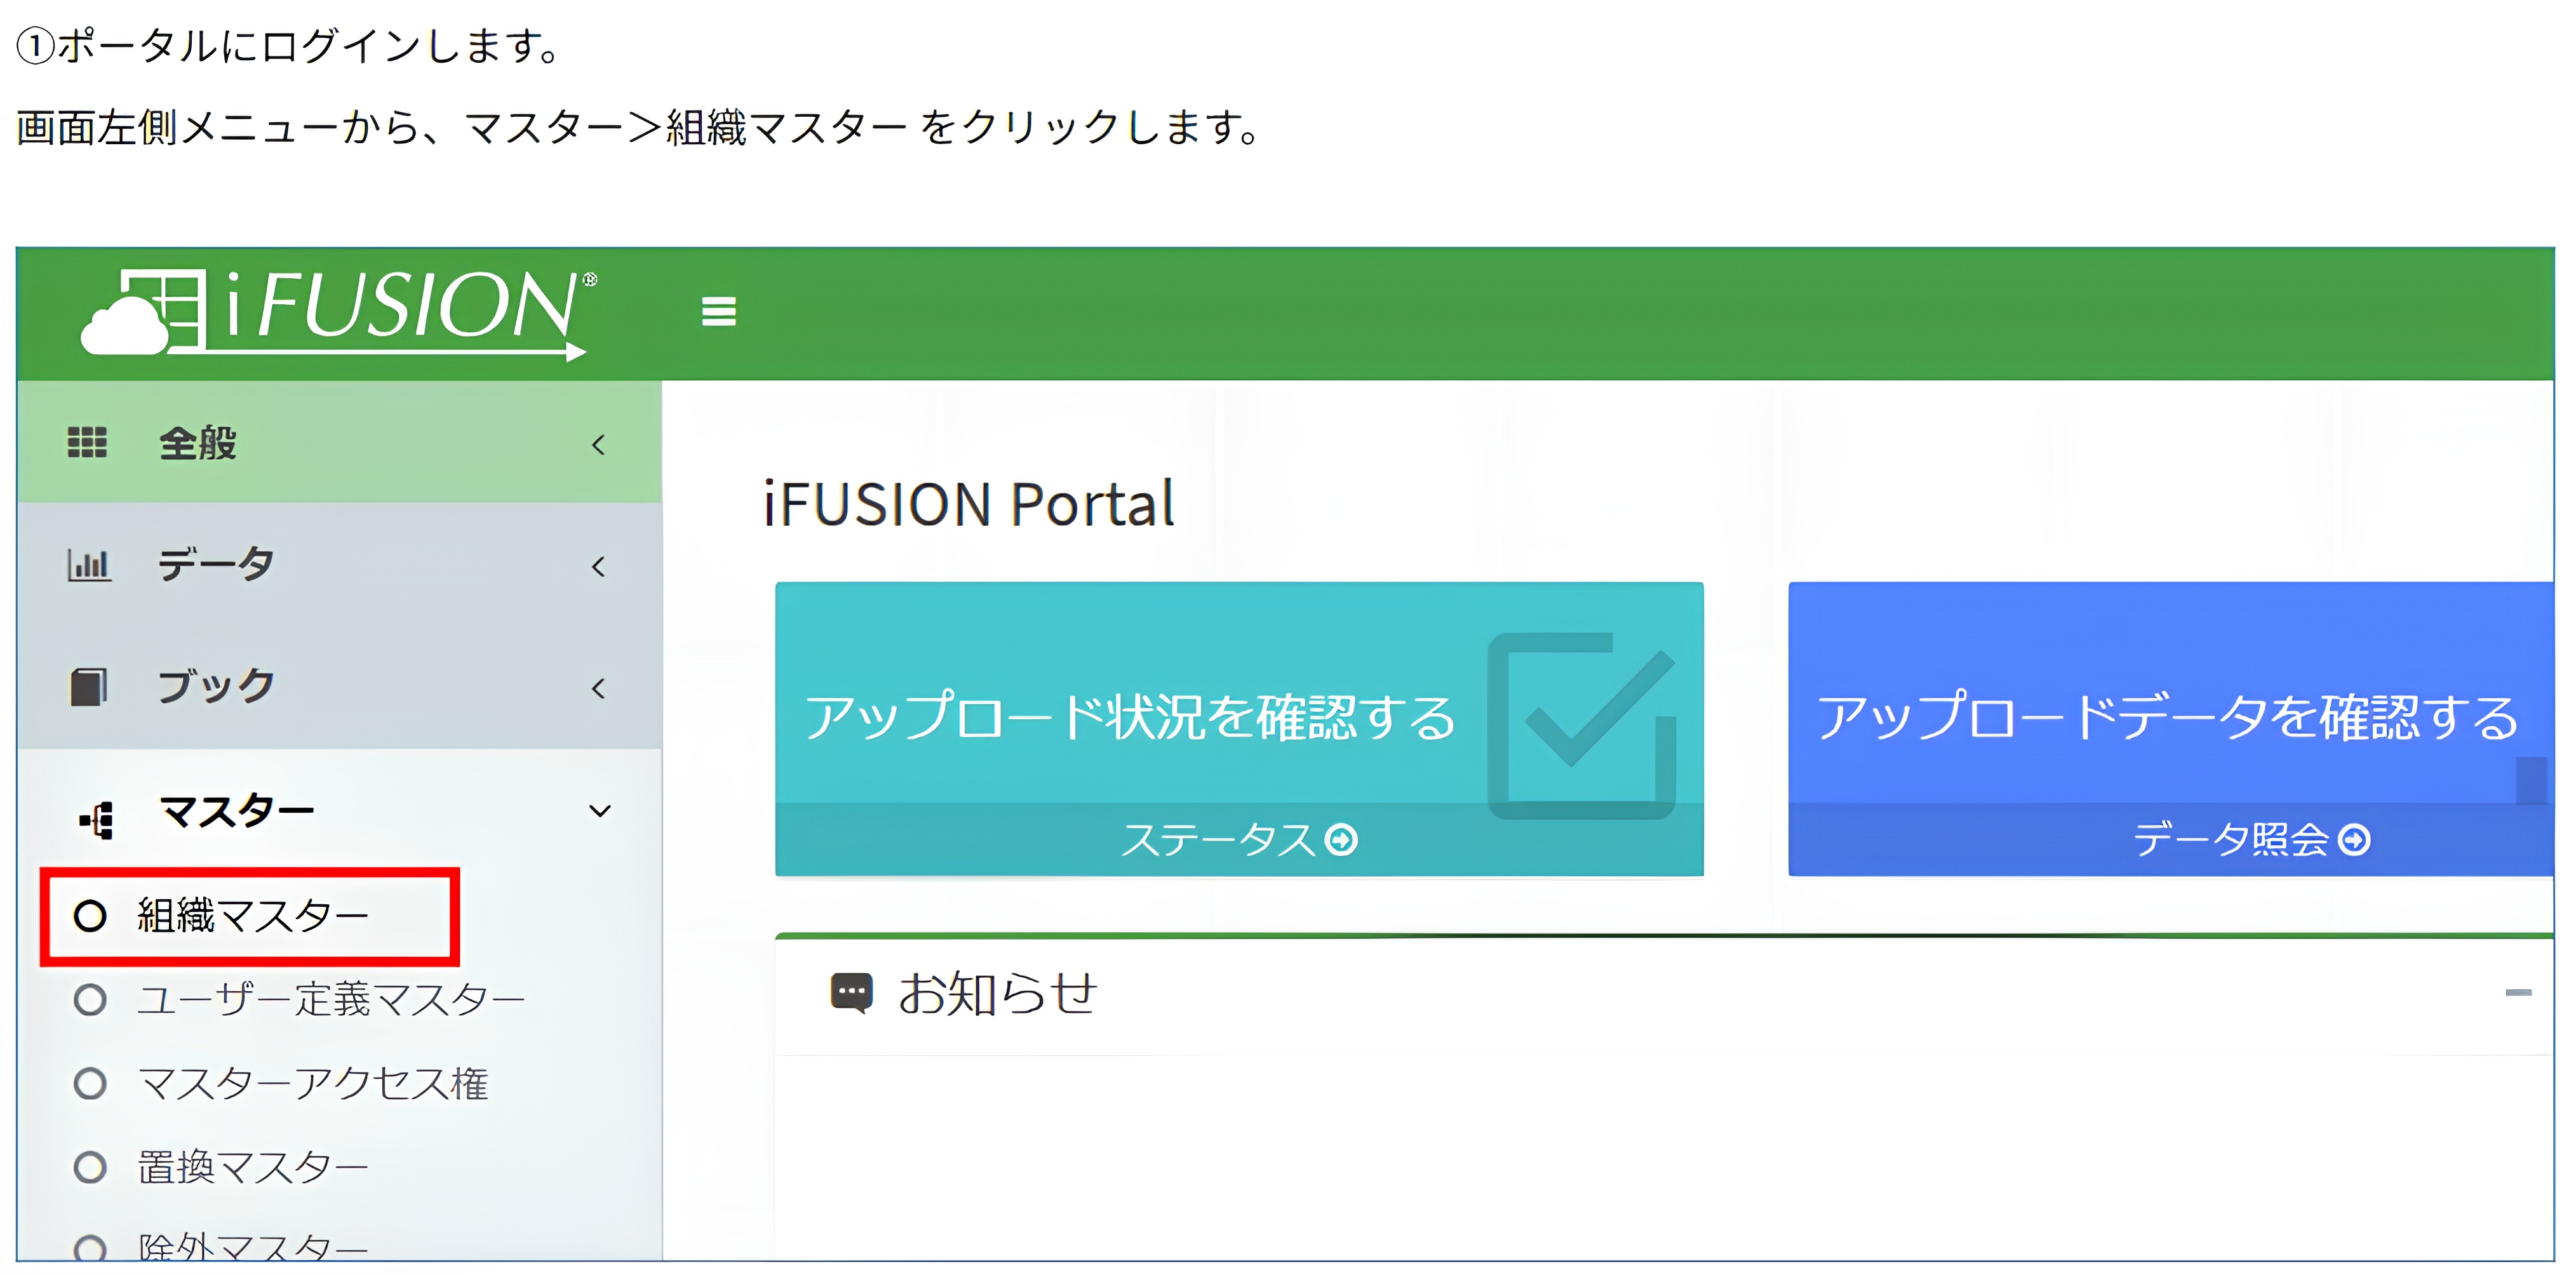 ①ポータルにログインします。
画面左側メニューから、マスター＞組織マスター をクリックします。
iFUSION®
全般
データ
ブック
マスター
組織マスター
ユーザー定義マスター
マスターアクセス権
置換マスター
除外マスター
iFUSION Portal
アップロード状況を確認する
ステータス
アップロードデータを確認する
データ照会
お知らせ